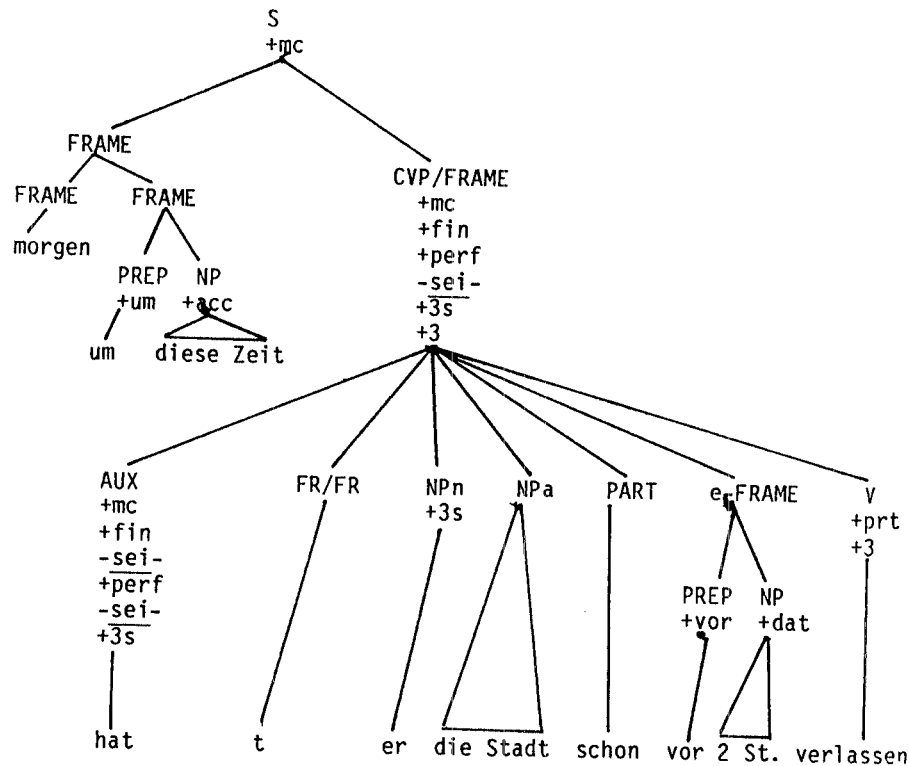 S
+mc
FRAME
CVP/FRAME
FRAME FRAME
+mc
morgen
+fin
+perf
PREP NP
-sei-
+um +acc
+3s
um diese Zeit
+3
AUX FR/FR NPn NPa PART e-FRAME V
+mc +3s +prt
+fin +3
-sei-
+perf
-sei-
+3s
PREP NP
+vor +dat
hat t er die Stadt schon vor 2 St. verlassen